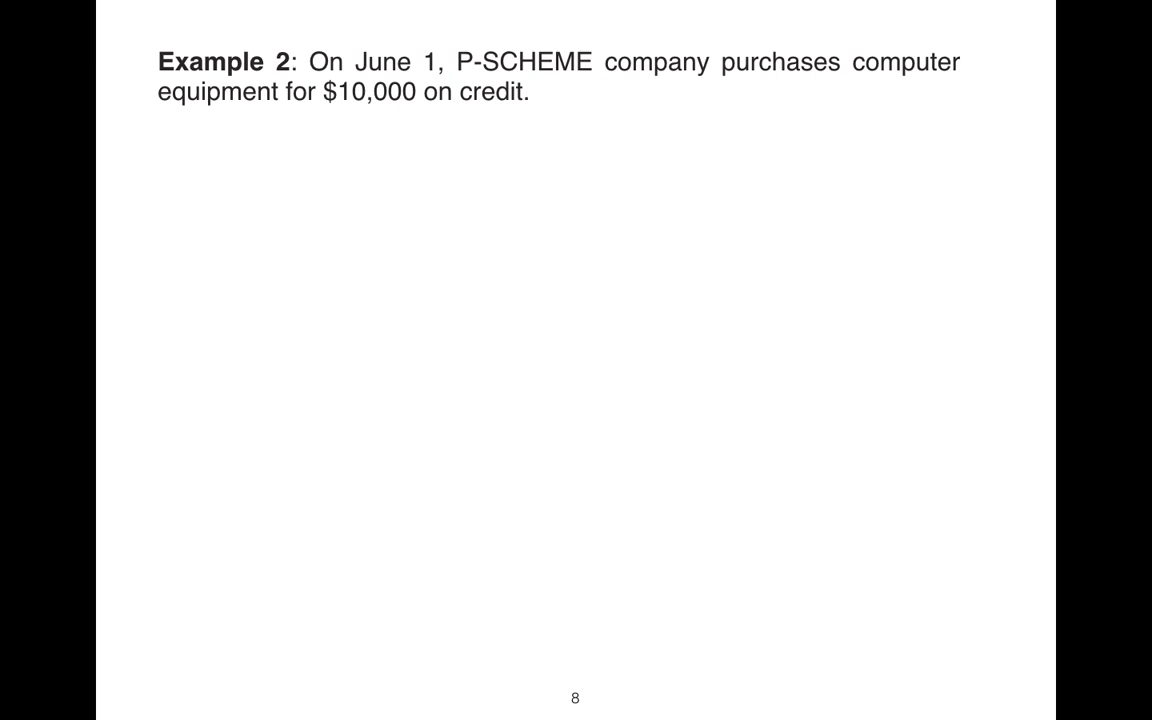 Example 2: On June 1, P-SCHEME company purchases computer
equipment for $10,000 on credit.
8